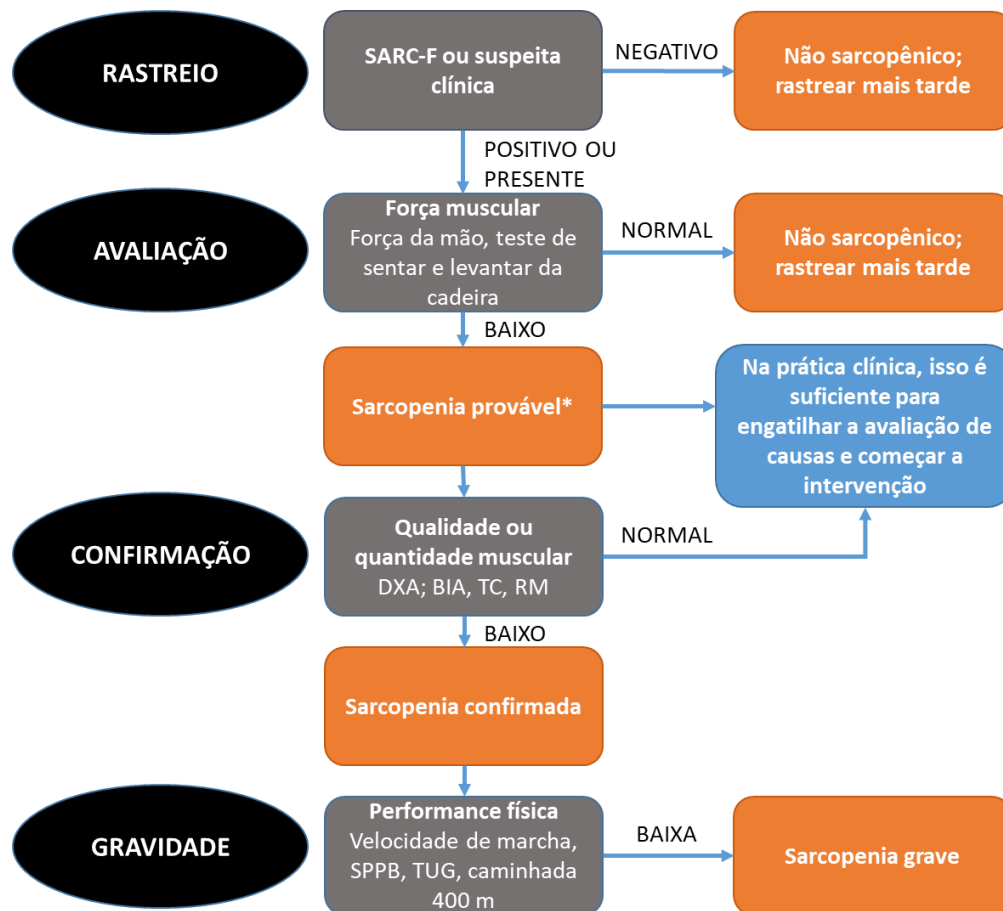 RASTREIO
SARC-F ou suspeita
clínica
NEGATIVO
Não sarcopênico;
rastrear mais tarde
POSITIVO OU
PRESENTE
AVALIAÇÃO
Força muscular
Força da mão, teste de
sentar e levantar da
cadeira
NORMAL
Não sarcopênico;
rastrear mais tarde
BAIXO
Sarcopenia provável*
Na prática clínica, isso é
suficiente para
engatilhar a avaliação de
causas e começar a
intervenção
CONFIRMAÇÃO
Qualidade ou
quantidade muscular
DXA; BIA, TC, RM
NORMAL
BAIXO
Sarcopenia confirmada
GRAVIDADE
Performance física
Velocidade de marcha,
SPPB, TUG, caminhada
400 m
BAIXA
Sarcopenia grave